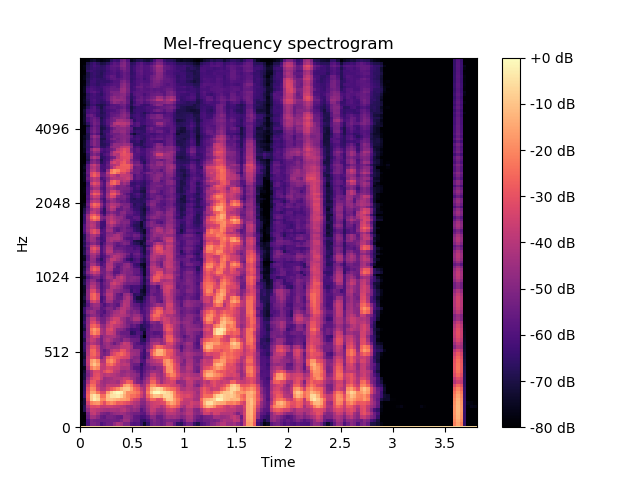 Mel-frequency spectrogram
Hz
4096
2048
1024
512
0
0 0.5 1 1.5 2 2.5 3 3.5
Time
+0 dB
-10 dB
-20 dB
-30 dB
-40 dB
-50 dB
-60 dB
-70 dB
-80 dB